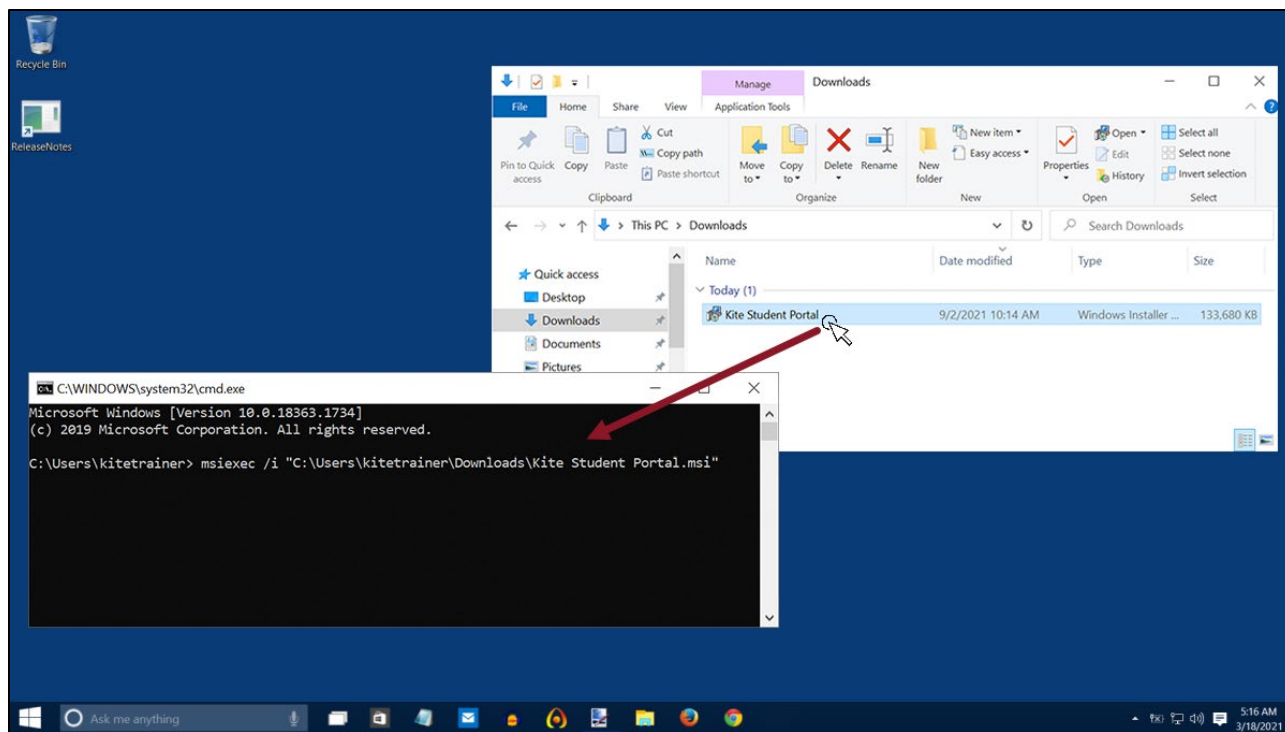 Recycle Bin
ReleaseNotes
Manage
Downloads
File
Home
Share
View
Application Tools
Pin to Quick
access
Copy
Paste
Cut
Copy path
Paste shortcut
Clipboard
Move
to
Copy
to
Delete
Rename
Organize
New
folder
New item
Easy access
New
Properties
Open
Edit
History
Open
Select all
Select none
Invert selection
Select
This PC > Downloads
Search Downloads
Name
Date modified
Type
Size
Quick access
Desktop
Downloads
Documents
Pictures
Today (1)
Kite Student Portal
9/2/2021 10:14 AM
Windows Installer ...
133,680 KB
C:\WINDOWS\system32\cmd.exe
Microsoft Windows [Version 10.0.18363.1734]
(c) 2019 Microsoft Corporation. All rights reserved.
C:\Users\kitetrainer> msiexec /i "C:\Users\kitetrainer\Downloads\Kite Student Portal.msi"
Ask me anything
5:16 AM
3/18/2021